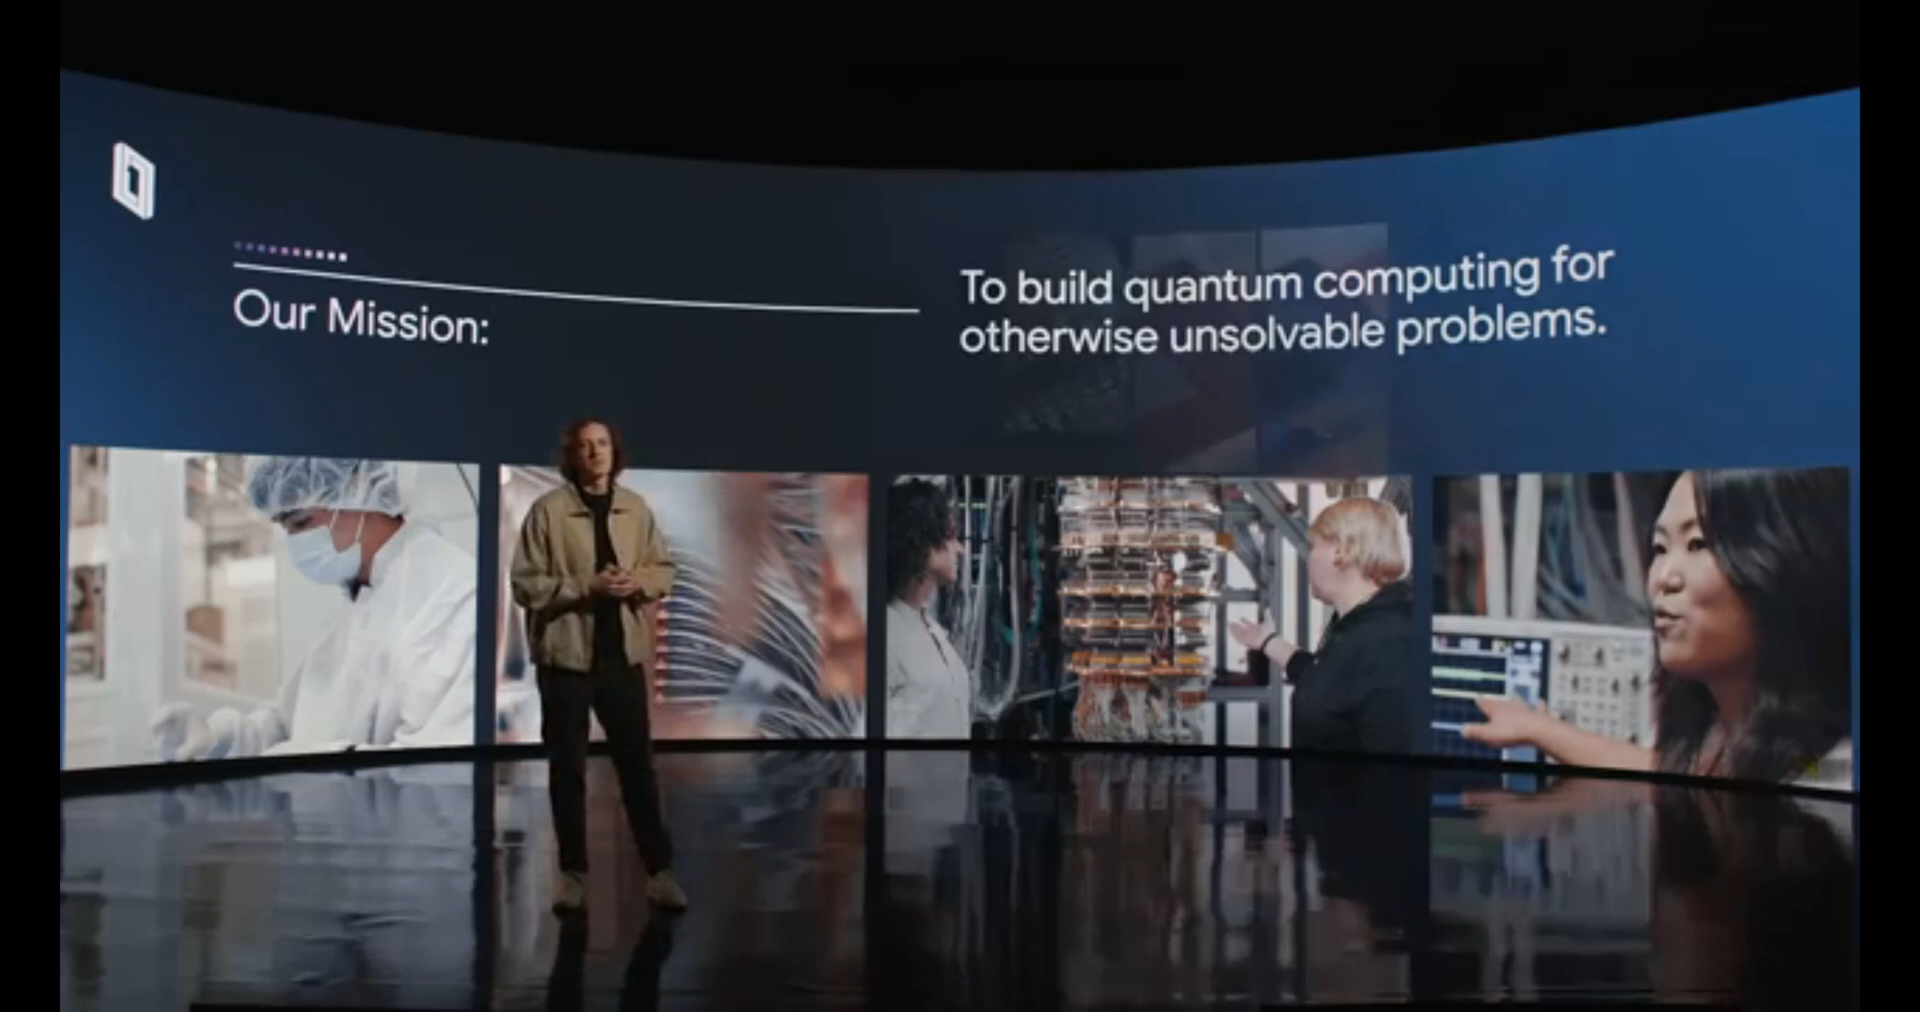 Our Mission:
To build quantum computing for
otherwise unsolvable problems.